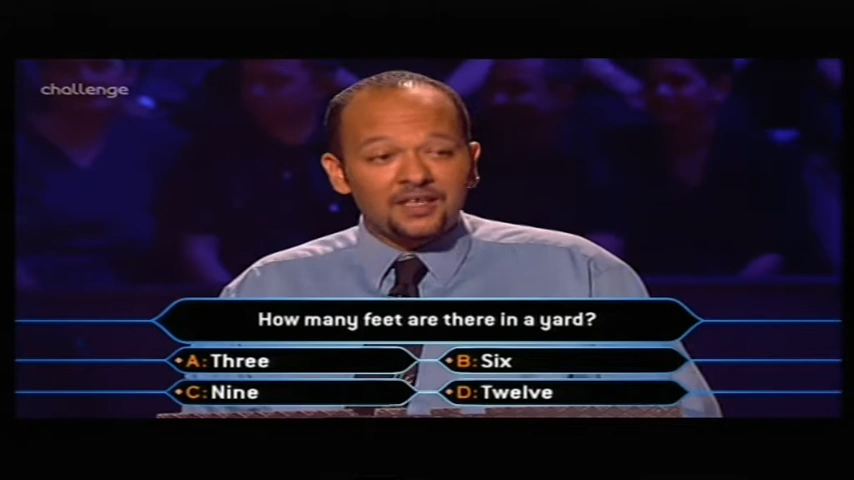 challenge
How many feet are there in a yard?
A: Three
B: Six
C: Nine
D: Twelve